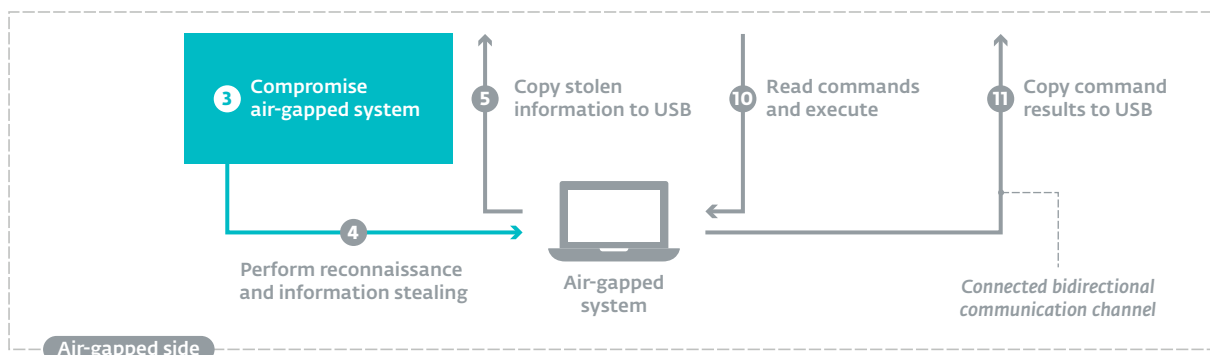 3
Compromise
air-gapped system
5
Copy stolen
information to USB
10
Read commands
and execute
11
Copy command
results to USB
4
Perform reconnaissance
and information stealing
Air-gapped
system
Connected bidirectional
communication channel
Air-gapped side